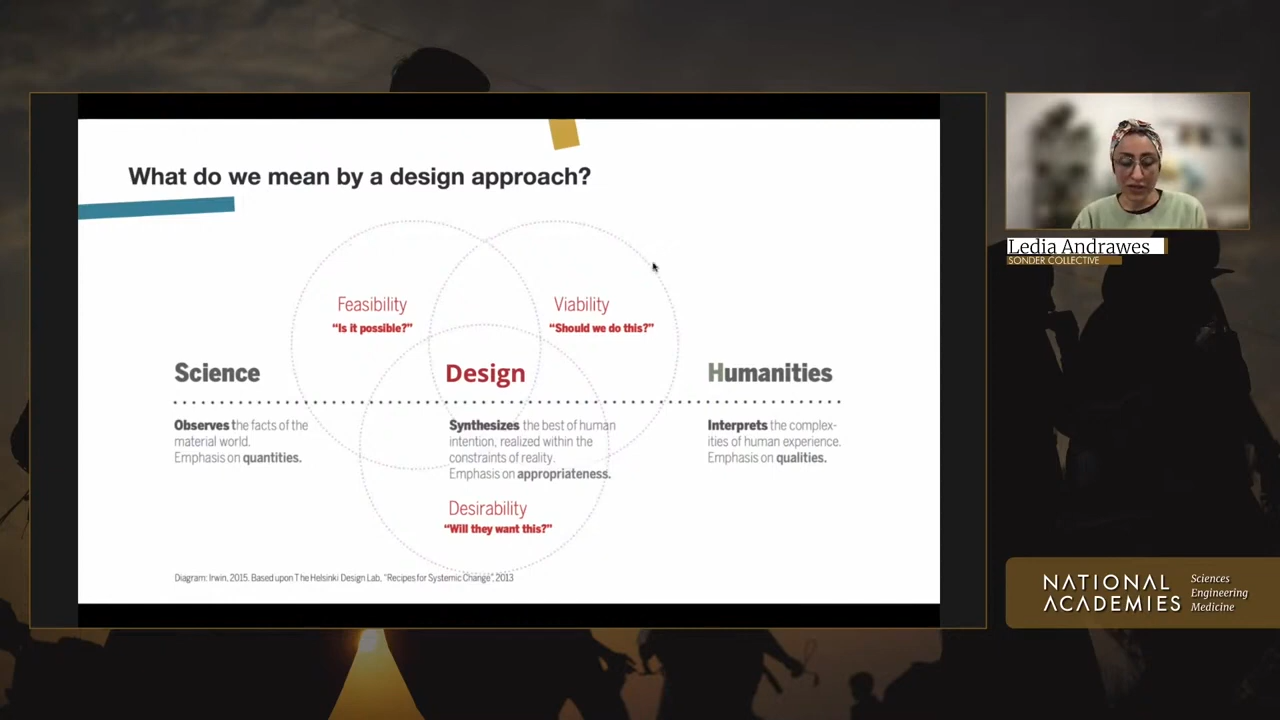 What do we mean by a design approach?
Feasibility
“Is it possible?”
Viability
“Should we do this?”
Science
Design
Humanities
Observes the facts of the
material world.
Emphasis on quantities.
Synthesizes the best of human
intention, realized within the
constraints of reality.
Emphasis on appropriateness.
Interprets the complex-
ities of human experience.
Emphasis on qualities.
Desirability
“Will they want this?”
Diagram: Irwin, 2015. Based upon The Helsinki Design Lab, “Recipes for Systemic Change”, 2013
Ledia Andrawes
SONDER COLLECTIVE
NATIONAL
ACADEMIES
Sciences
Engineering
Medicine